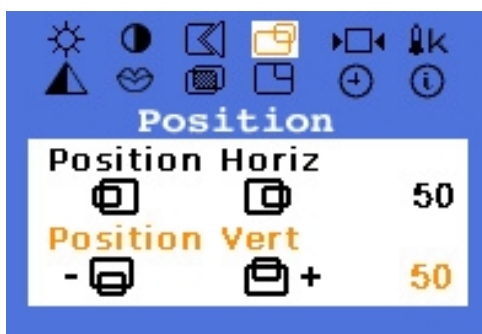 K
Position
Position Horiz
50
Position Vert
- + 50